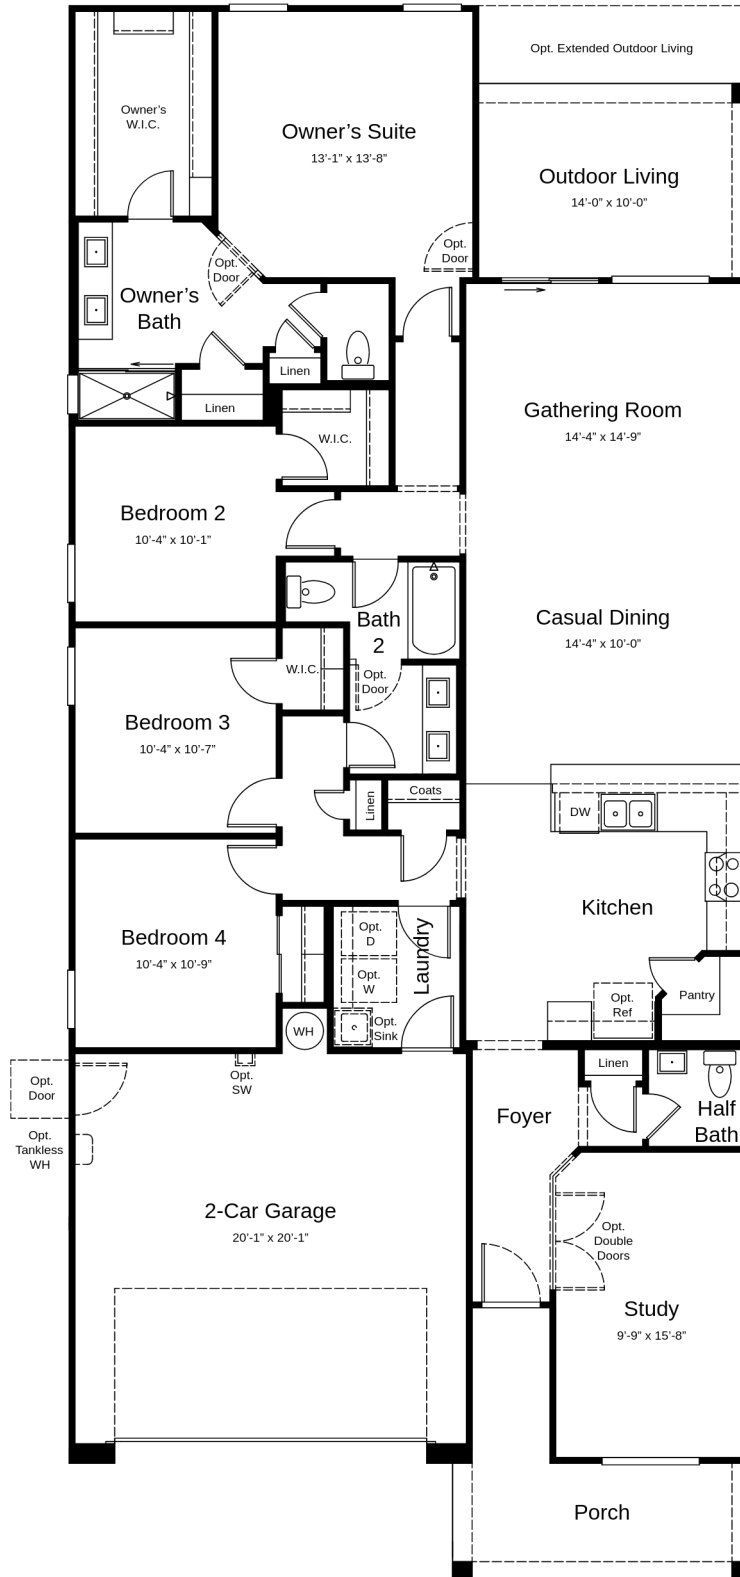 Opt. Extended Outdoor Living
Owner's
W.I.C.
Owner's Suite
13'-1" x 13'-8"
Outdoor Living
14'-0" x 10'-0"
Opt.
Door
Opt.
Door
Owner's
Bath
Linen
Linen
Gathering Room
14'-4" x 14'-9"
W.I.C.
Bedroom 2
10'-4" x 10'-1"
Casual Dining
14'-4" x 10'-0"
Bath
2
W.I.C.
Opt.
Door
Bedroom 3
10'-4" x 10'-7"
Linen
Coats
DW
Kitchen
Bedroom 4
10'-4" x 10'-9"
Opt.
D
Laundry
Opt.
W
Pantry
Opt.
Ref
WH
Opt.
Sink
Linen
Opt.
SW
Opt.
Door
Foyer
Half
Bath
Opt.
Tankless
WH
2-Car Garage
20'-1" x 20'-1"
Opt.
Double
Doors
Study
9'-9" x 15'-8"
Porch